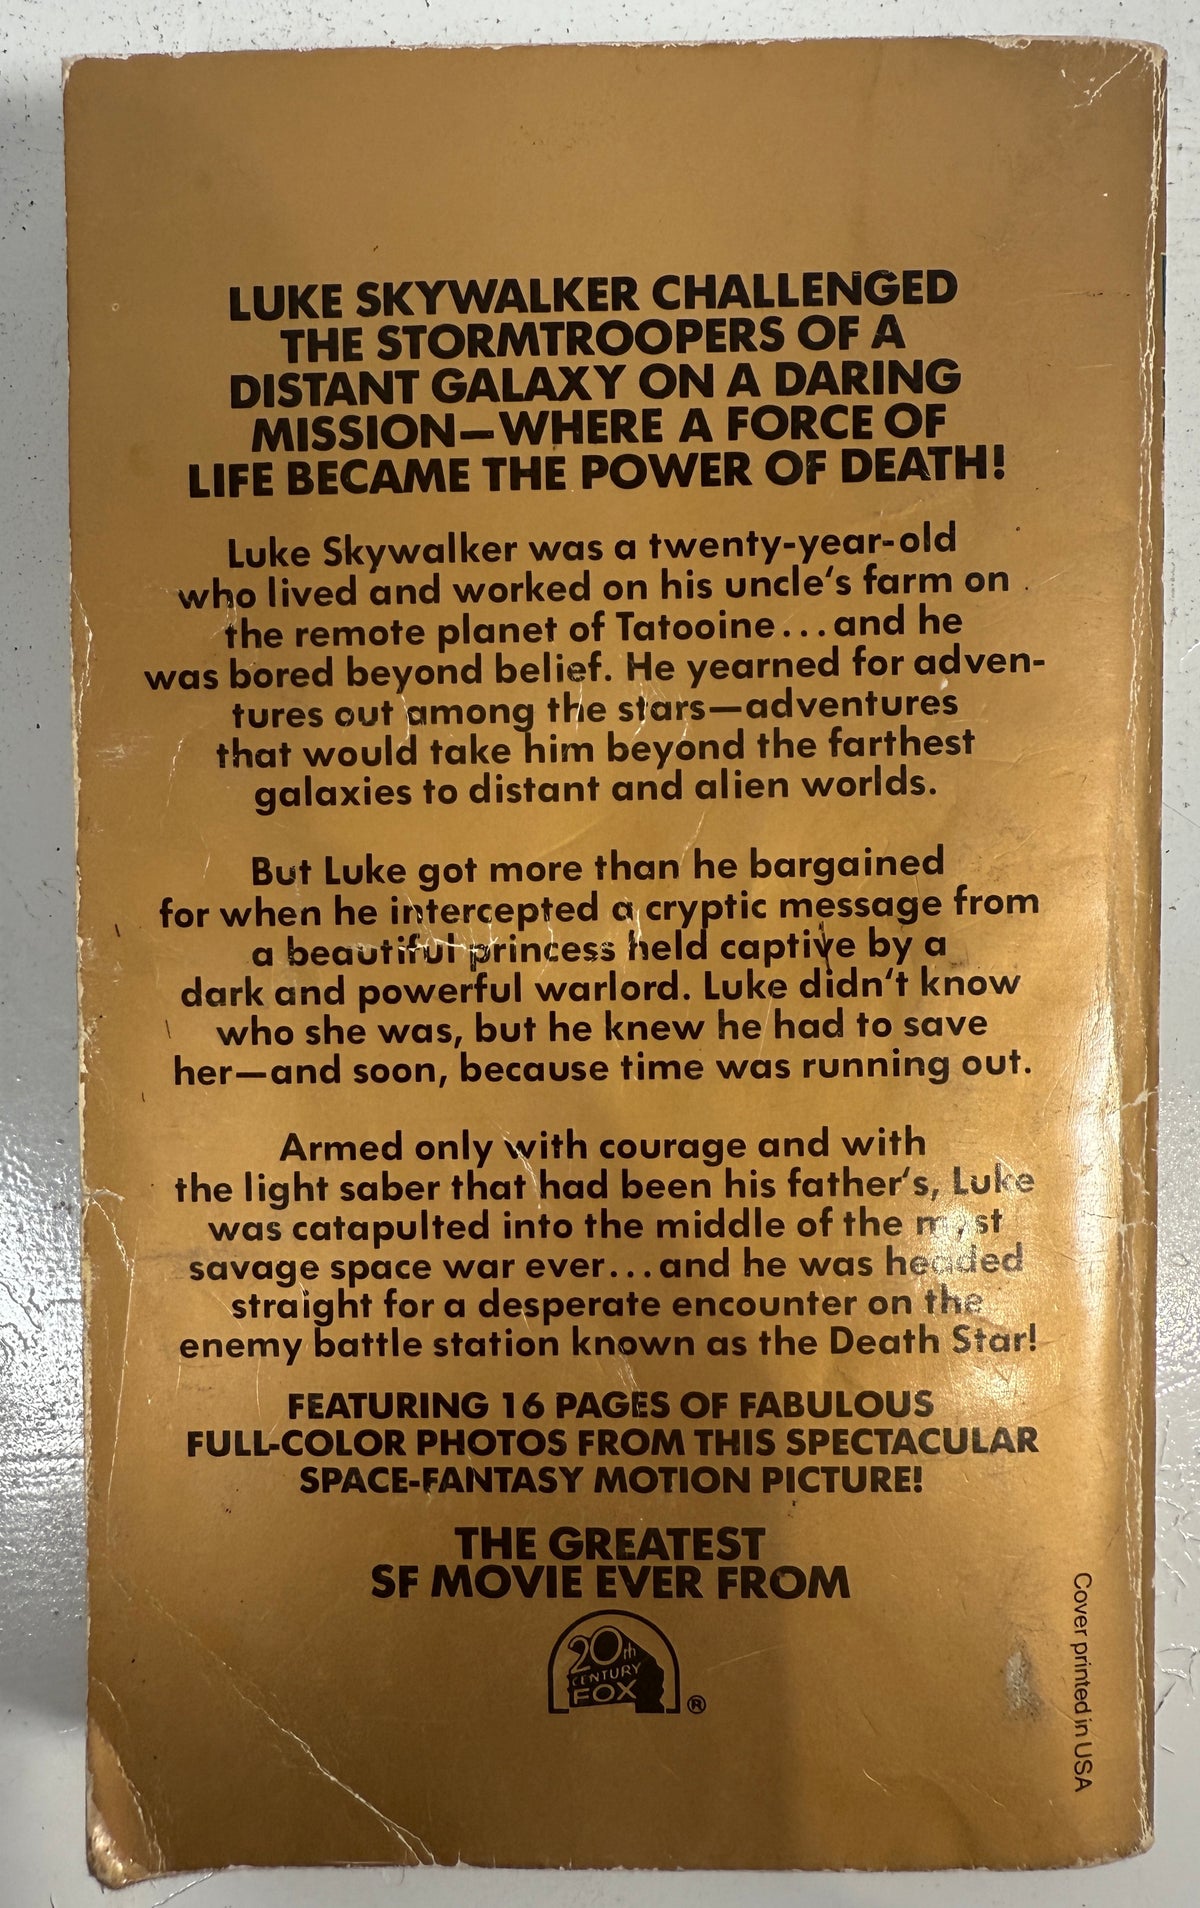 LUKE SKYWALKER CHALLENGED
THE STORMTROOPERS OF A
DISTANT GALAXY ON A DARING
MISSION—WHERE A FORCE OF
LIFE BECAME THE POWER OF DEATH!
Luke Skywalker was a twenty-year-old
who lived and worked on his uncle's farm on
the remote planet of Tatooine...and he
was bored beyond belief. He yearned for adven-
tures out among the stars—adventures
that would take him beyond the farthest
galaxies to distant and alien worlds.
But Luke got more than he bargained
for when he intercepted a cryptic message from
a beautiful princess held captive by a
dark and powerful warlord. Luke didn't know
who she was, but he knew he had to save
her—and soon, because time was running out.
Armed only with courage and with
the light saber that had been his father's, Luke
was catapulted into the middle of the most
savage space war ever...and he was headed
straight for a desperate encounter on the
enemy battle station known as the Death Star!
FEATURING 16 PAGES OF FABULOUS
FULL-COLOR PHOTOS FROM THIS SPECTACULAR
SPACE-FANTASY MOTION PICTURE!
THE GREATEST
SF MOVIE EVER FROM
20th
CENTURY
FOX ®
Cover printed in USA